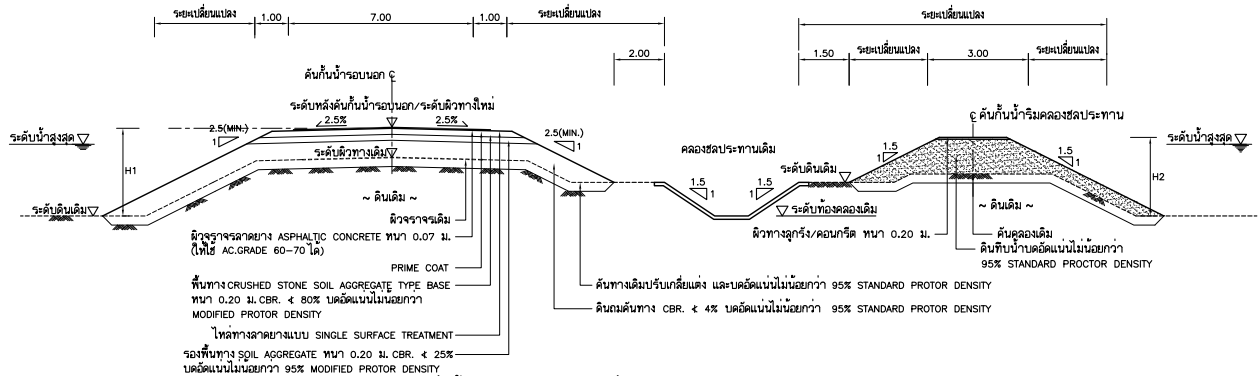 ระยะเปลี่ยนแปลง 1.00 7.00 1.00 ระยะเปลี่ยนแปลง ระยะเปลี่ยนแปลง
2.00 1.50 ระยะเปลี่ยนแปลง 3.00 ระยะเปลี่ยนแปลง
คันกั้นน้ำรอบนอก ℄
ระดับหลังคันกั้นน้ำรอบนอก/ระดับผิวทางใหม่
℄ คันกั้นน้ำริมคลองชลประทาน
2.5% 2.5%
2.5(MIN.) 1 2.5(MIN.) 1
ระดับน้ำสูงสุด
ระดับน้ำสูงสุด
H1
ระดับผิวทางเดิม
คลองชลประทานเดิม
1.5 1 1.5 1
H2
ระดับดินเดิม
1.5 1 1.5 1
ระดับดินเดิม
~ ดินเดิม ~
ระดับท้องคลองเดิม
~ ดินเดิม ~
ผิวจราจรเดิม
ผิวจราจรลาดยาง ASPHALTIC CONCRETE หนา 0.07 ม.
(ให้ใช้ AC.GRADE 60-70 ได้)
ผิวทางลูกรัง/คอนกรีต หนา 0.20 ม.
คันคลองเดิม
ดินทึบน้ำบดอัดแน่นไม่น้อยกว่า
95% STANDARD PROCTOR DENSITY
PRIME COAT
พื้นทาง CRUSHED STONE SOIL AGGREGATE TYPE BASE
หนา 0.20 ม. CBR. ≮ 80% บดอัดแน่นไม่น้อยกว่า
MODIFIED PROTOR DENSITY
คันทางเดิมปรับเกลี่ยแต่ง และบดอัดแน่นไม่น้อยกว่า 95% STANDARD PROTOR DENSITY
ดินถมคันทาง CBR. ≮ 4% บดอัดแน่นไม่น้อยกว่า 95% STANDARD PROTOR DENSITY
ไหล่ทางลาดยางแบบ SINGLE SURFACE TREATMENT
รองพื้นทาง SOIL AGGREGATE หนา 0.20 ม. CBR. ≮ 25%
บดอัดแน่นไม่น้อยกว่า 95% MODIFIED PROTOR DENSITY